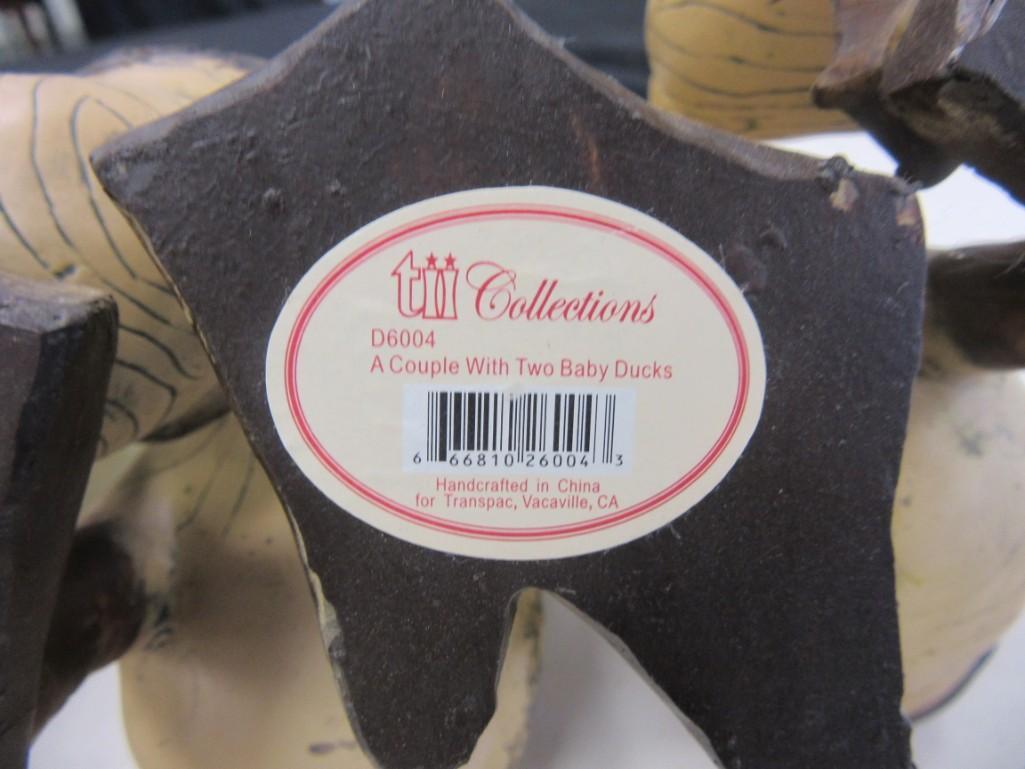 tii Collections
D6004
A Couple With Two Baby Ducks
6 66810 26004 3
Handcrafted in China
for Transpac, Vacaville, CA